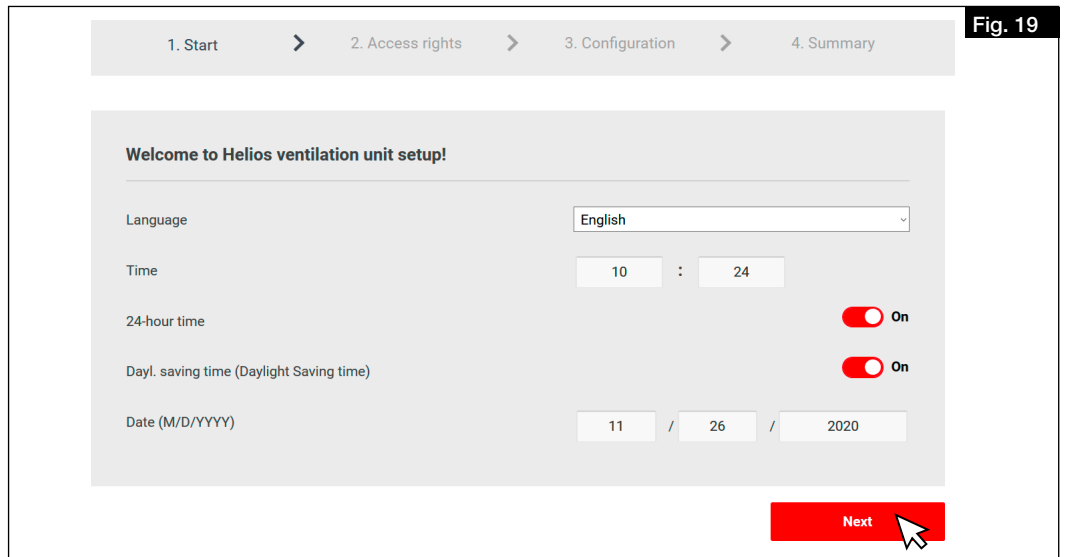 Fig. 19
1. Start 2. Access rights 3. Configuration 4. Summary
Welcome to Helios ventilation unit setup!
Language English
Time 10 : 24
24-hour time On
Dayl. saving time (Daylight Saving time) On
Date (M/D/YYYY) 11 / 26 / 2020
Next